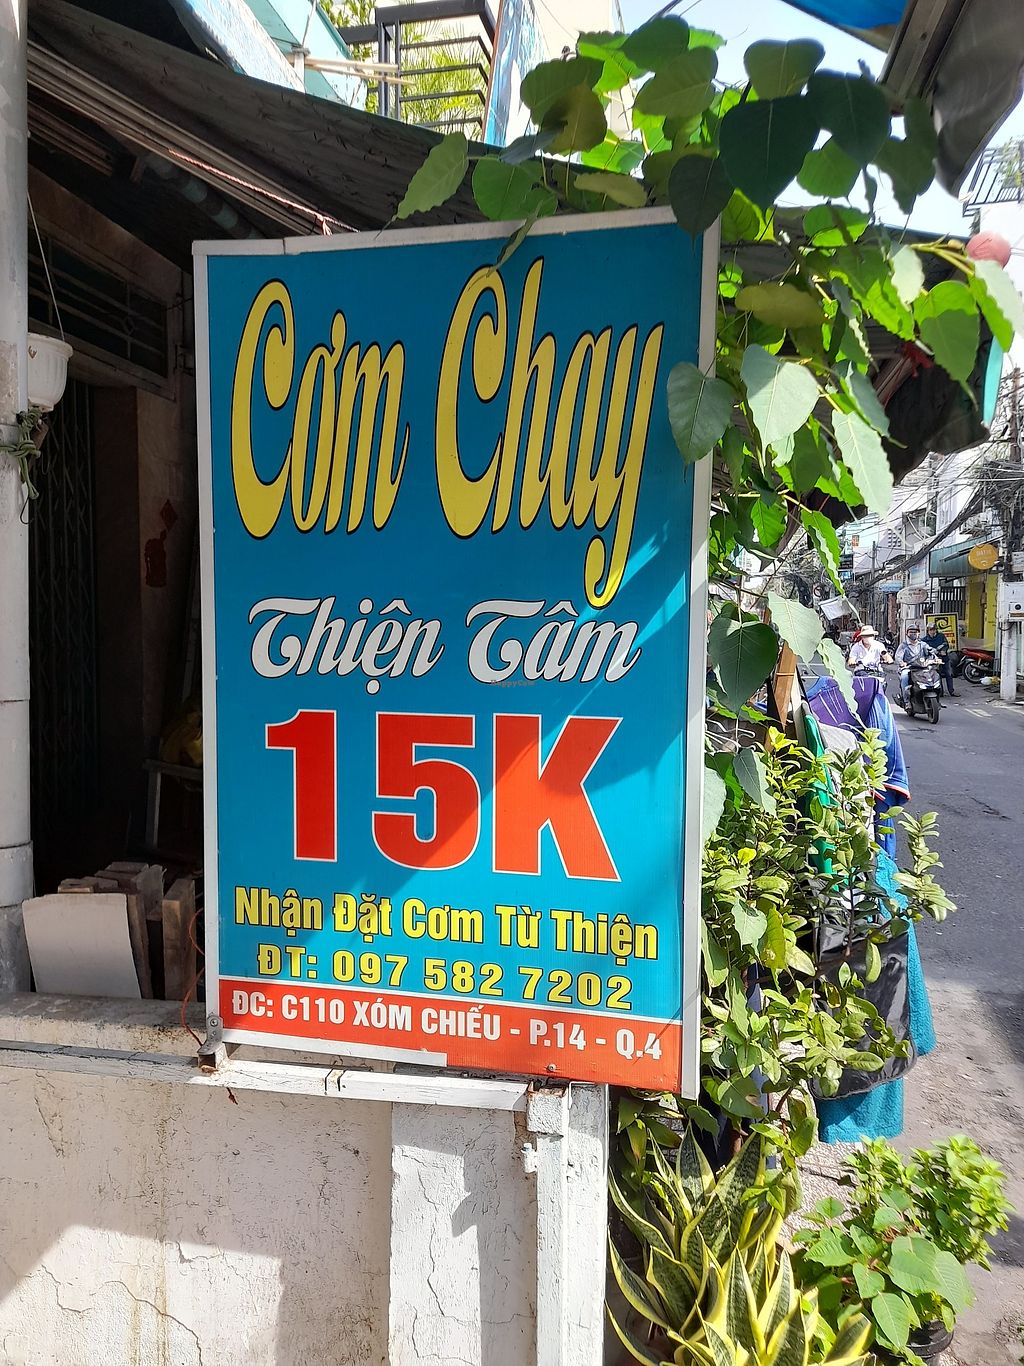 Cơm Chay
Thiện Tâm
15K
Nhận Đặt Cơm Từ Thiện
ĐT: 097 582 7202
ĐC: C110 XÓM CHIẾU - P.14 - Q.4